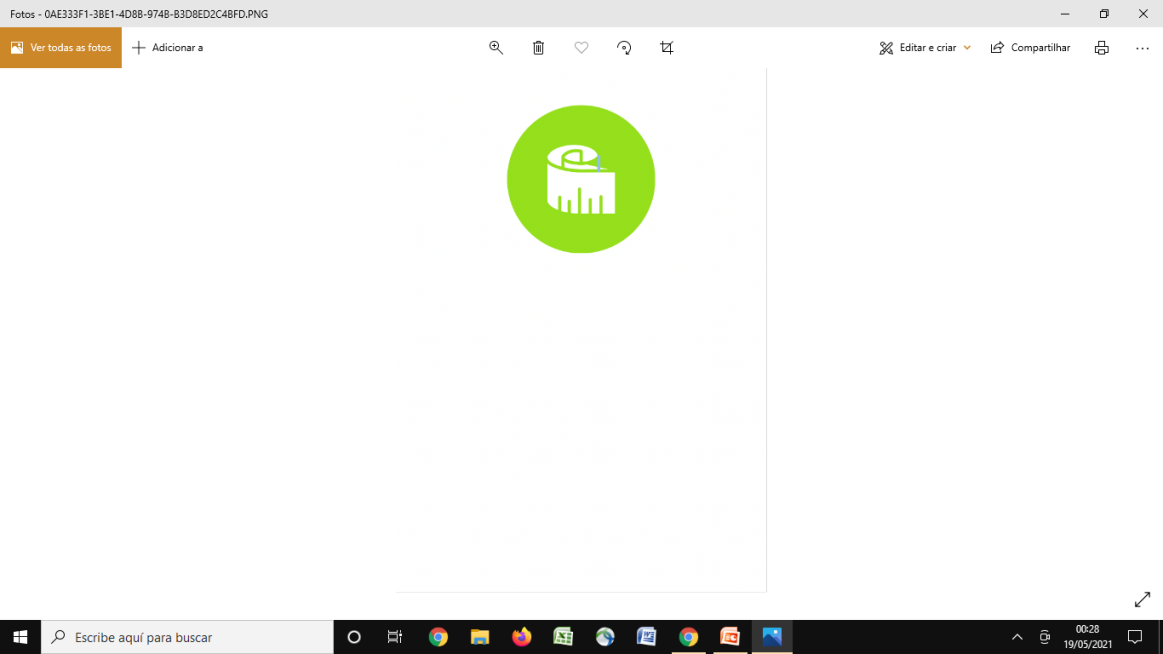 Fotos - 0AE333F1-3BE1-4D8B-974B-B3D8ED2C4BFD.PNG
Ver todas as fotos
Adicionar a
Editar e criar
Compartilhar
Escribe aquí para buscar
00:28
19/05/2021